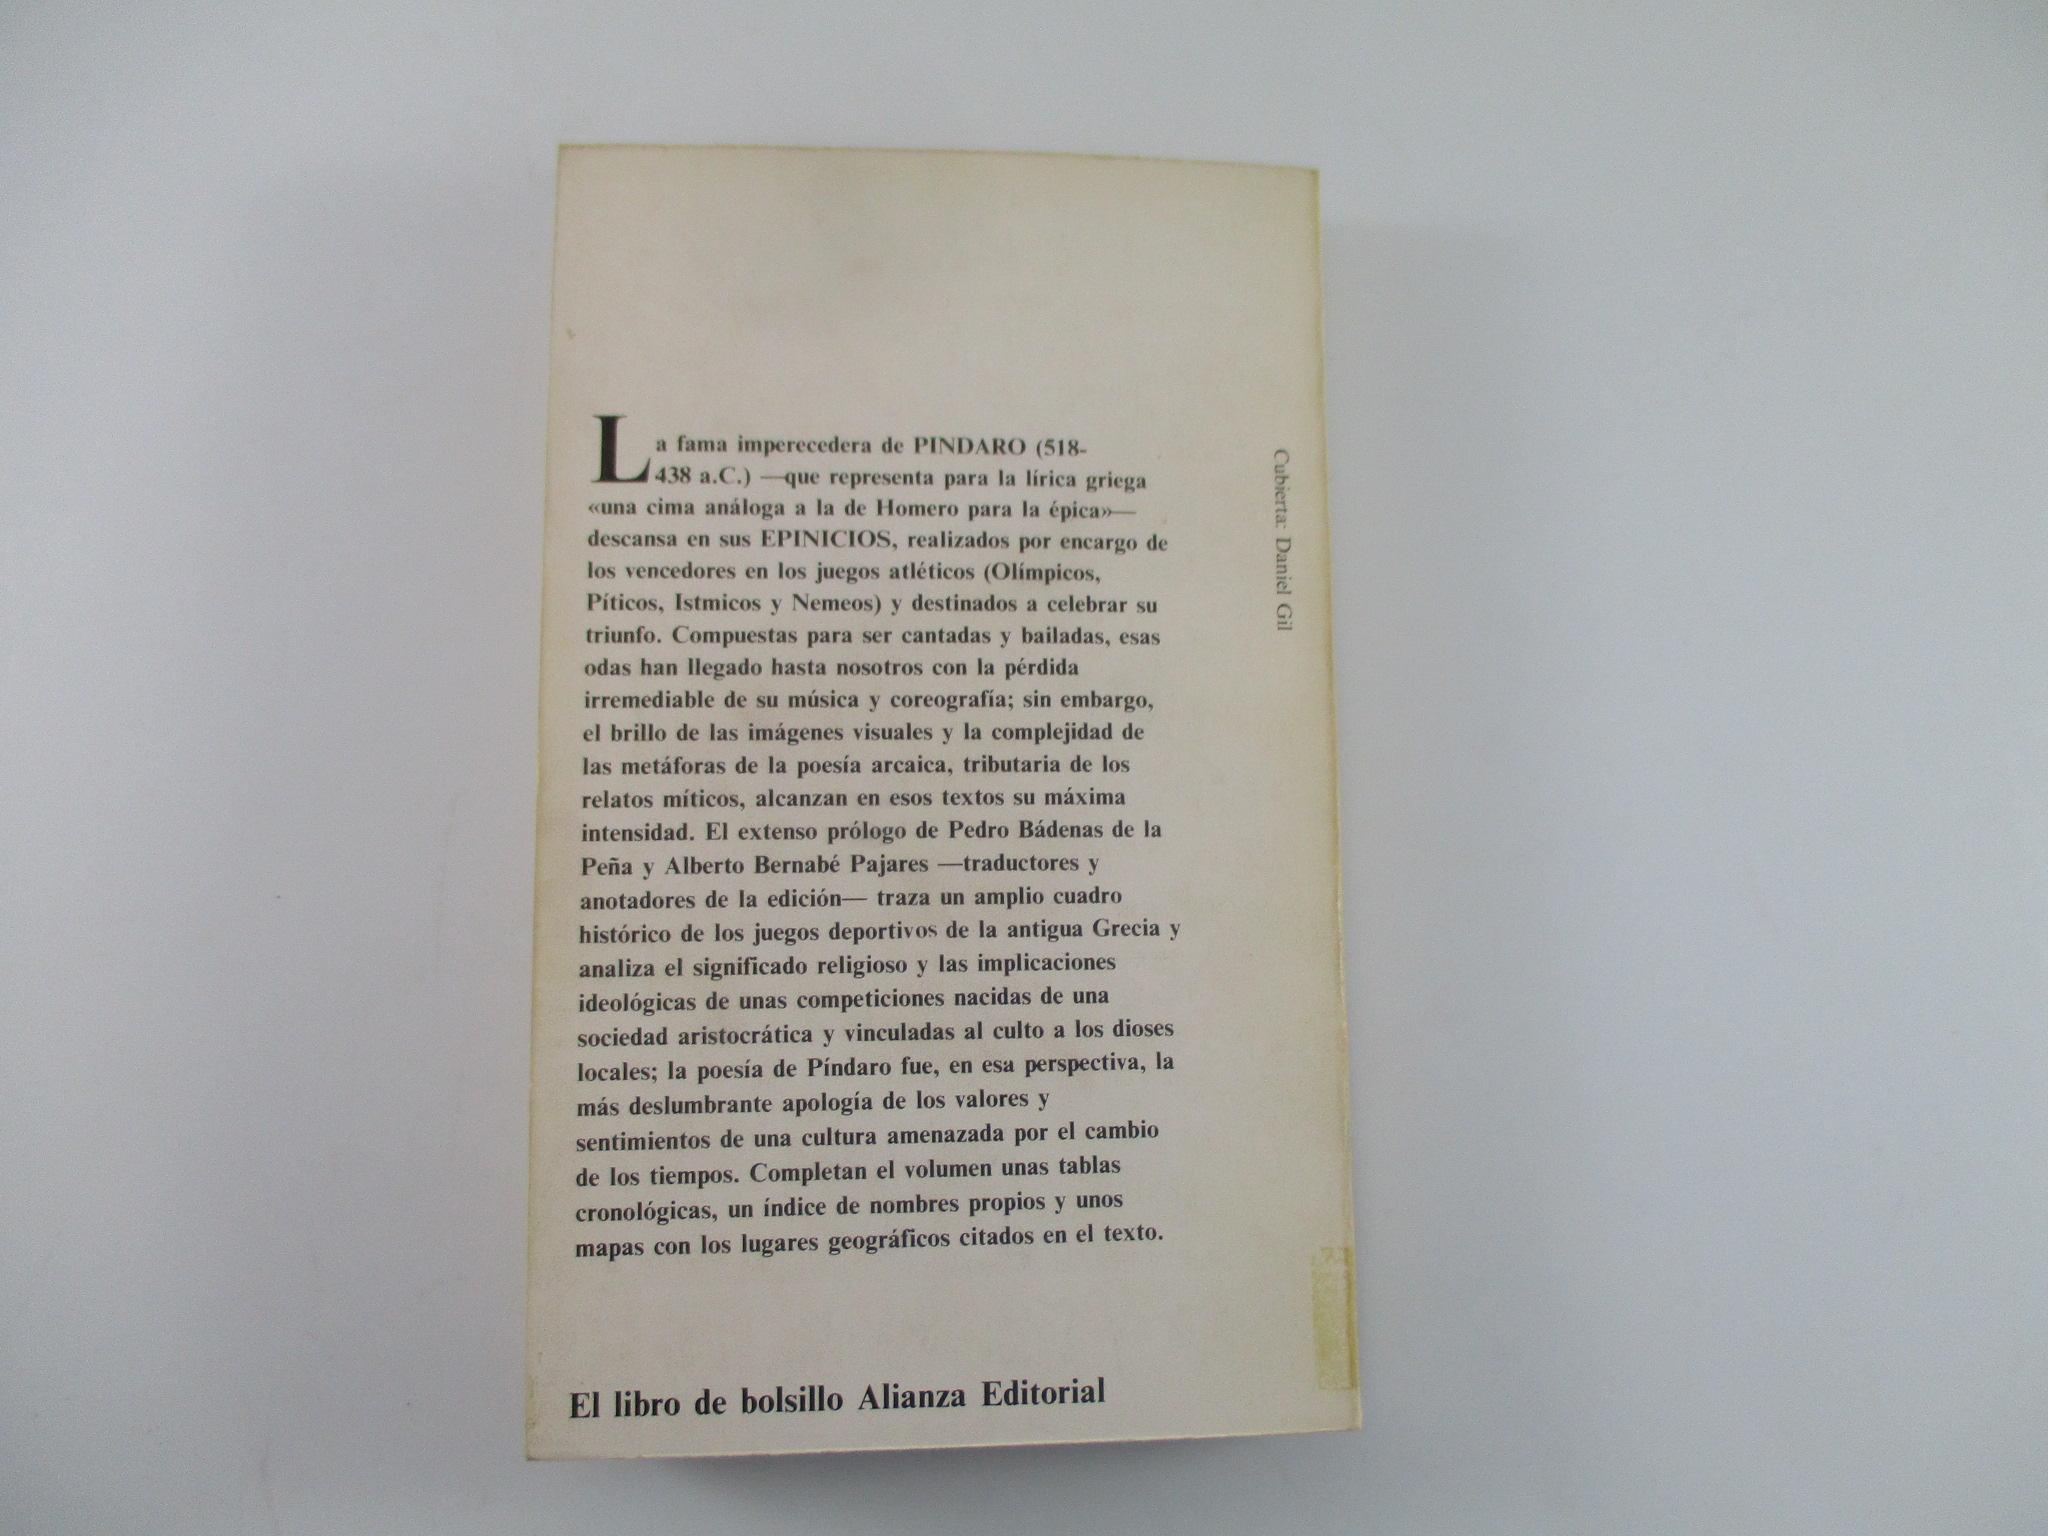 La fama imperecedera de PINDARO (518-
438 a.C.) —que representa para la lírica griega
«una cima análoga a la de Homero para la épica»—
descansa en sus EPINICIOS, realizados por encargo de
los vencedores en los juegos atléticos (Olímpicos,
Píticos, Istmicos y Nemeos) y destinados a celebrar su
triunfo. Compuestas para ser cantadas y bailadas, esas
odas han llegado hasta nosotros con la pérdida
irremediable de su música y coreografía; sin embargo,
el brillo de las imágenes visuales y la complejidad de
las metáforas de la poesía arcaica, tributaria de los
relatos míticos, alcanzan en esos textos su máxima
intensidad. El extenso prólogo de Pedro Bádenas de la
Peña y Alberto Bernabé Pajares —traductores y
anotadores de la edición— traza un amplio cuadro
histórico de los juegos deportivos de la antigua Grecia y
analiza el significado religioso y las implicaciones
ideológicas de unas competiciones nacidas de una
sociedad aristocrática y vinculadas al culto a los dioses
locales; la poesía de Píndaro fue, en esa perspectiva, la
más deslumbrante apología de los valores y
sentimientos de una cultura amenazada por el cambio
de los tiempos. Completan el volumen unas tablas
cronológicas, un índice de nombres propios y unos
mapas con los lugares geográficos citados en el texto.
Cubierta: Daniel Gil
El libro de bolsillo Alianza Editorial